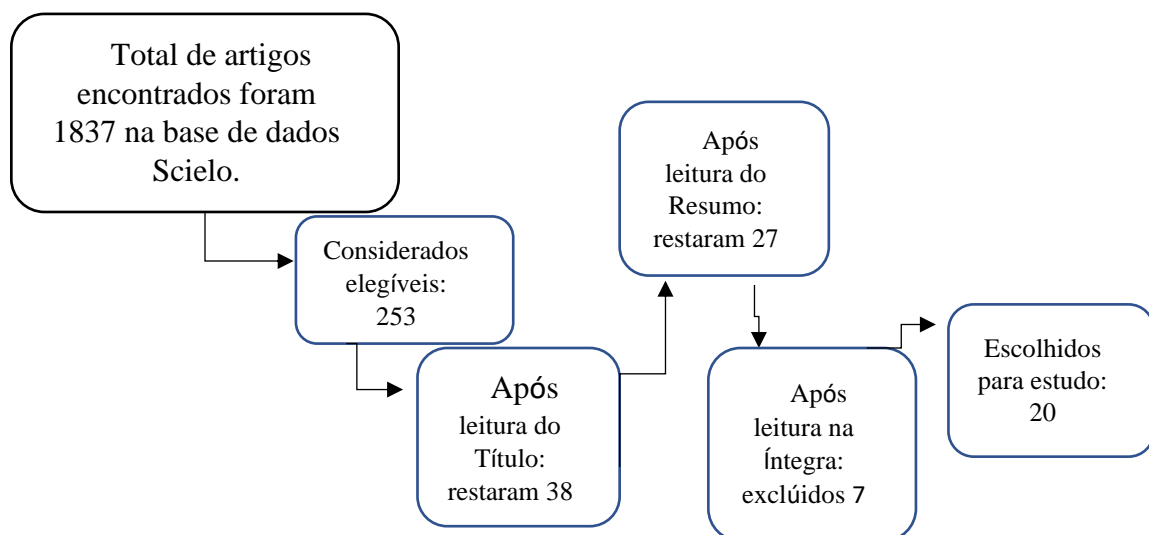 Total de artigos
encontrados foram
1837 na base de dados
Scielo.
Considerados
elegíveis:
253
Após
leitura do
Título:
restaram 38
Após
leitura do
Resumo:
restaram 27
Após
leitura na
Íntegra:
exclúidos 7
Escolhidos
para estudo:
20